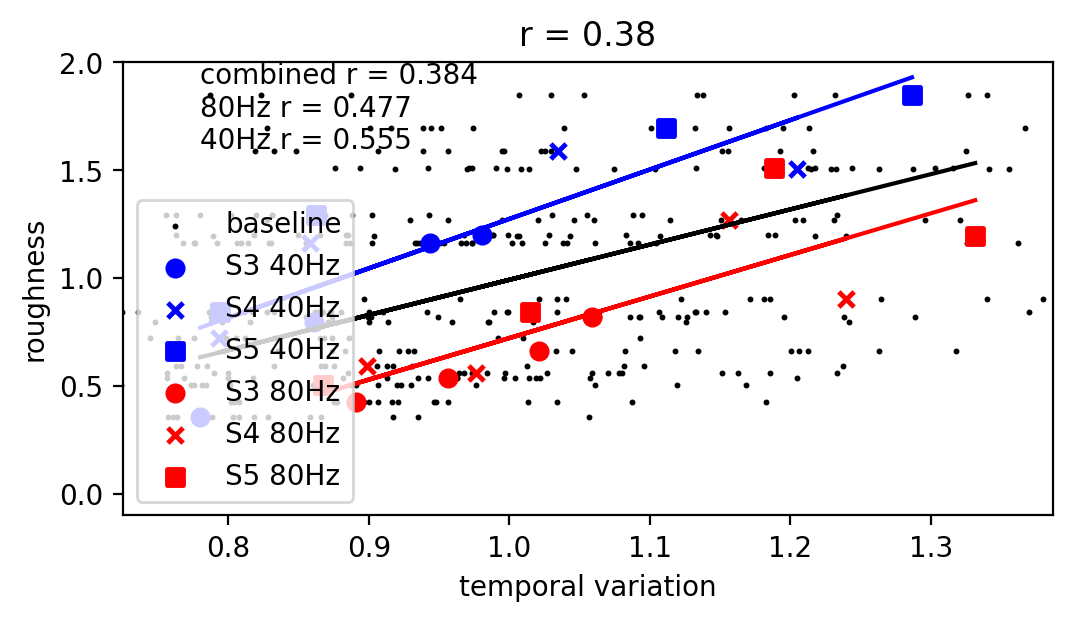 r = 0.38
combined r = 0.384
80Hz r = 0.477
40Hz r = 0.555
2.0
1.5
1.0
0.5
0.0
roughness
baseline
S3 40Hz
S4 40Hz
S5 40Hz
S3 80Hz
S4 80Hz
S5 80Hz
0.8 0.9 1.0 1.1 1.2 1.3
temporal variation